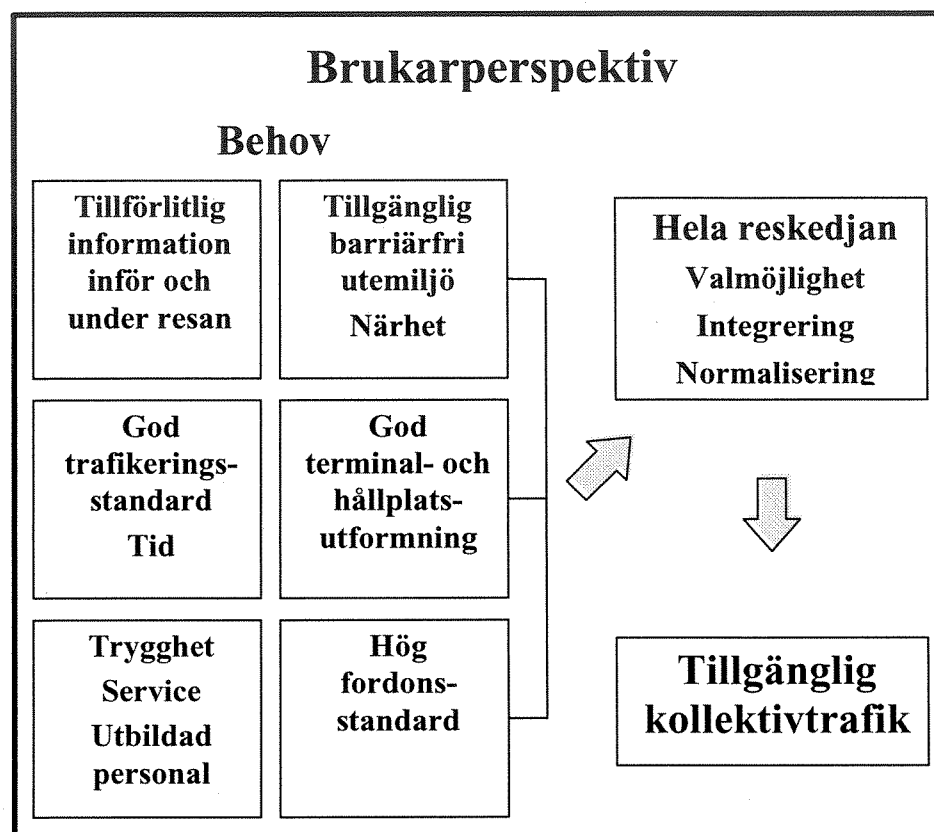 Brukarperspektiv
Behov
Tillförlitlig
information
inför och
under resan
Tillgänglig
barriärfri
utemiljö
Närhet
God
trafikerings-
standard
Tid
God
terminal- och
hållplats-
utformning
Trygghet
Service
Utbildad
personal
Hög
fordons-
standard
Hela reskedjan
Valmöjlighet
Integrering
Normalisering
Tillgänglig
kollektivtrafik